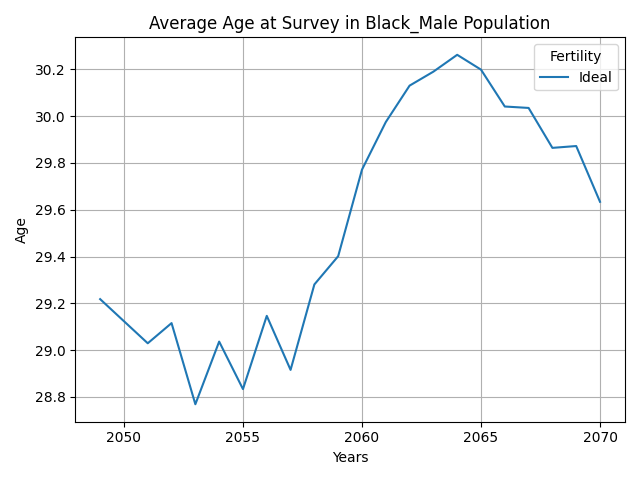 Average Age at Survey in Black_Male Population
Fertility
Ideal
30.2
30.0
29.8
29.6
29.4
29.2
29.0
28.8
Age
2050 2055 2060 2065 2070
Years